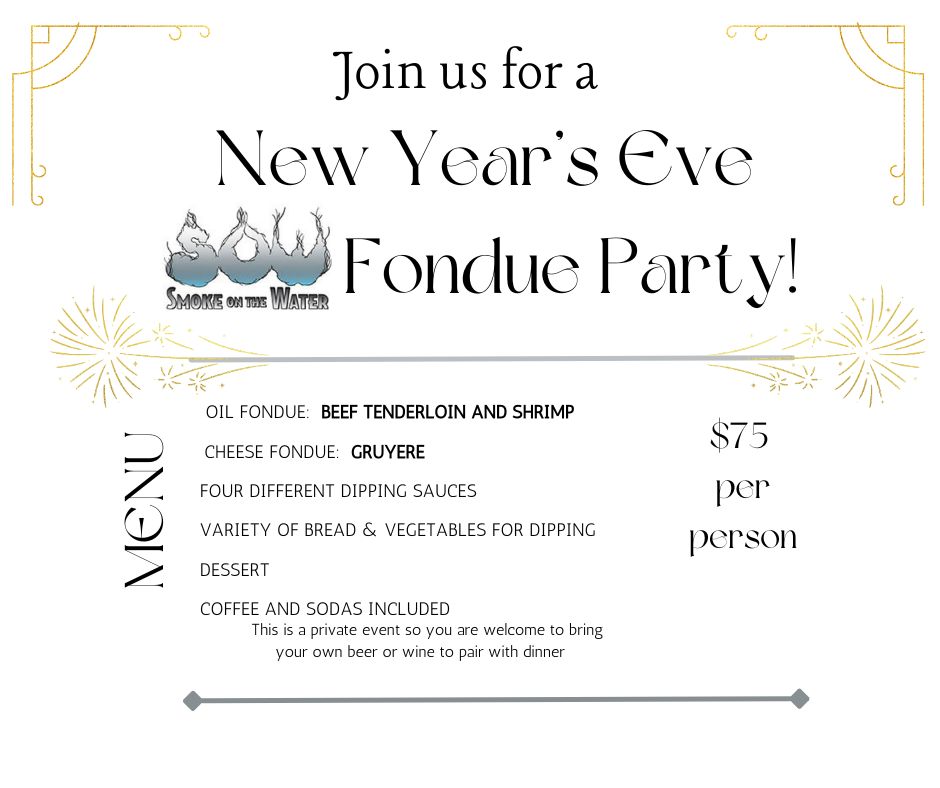 Join us for a
New Year's Eve
SOW
SMOKE ON THE WATER
Fondue Party!
MENU
OIL FONDUE: BEEF TENDERLOIN AND SHRIMP
CHEESE FONDUE: GRUYERE
FOUR DIFFERENT DIPPING SAUCES
VARIETY OF BREAD & VEGETABLES FOR DIPPING
DESSERT
COFFEE AND SODAS INCLUDED
This is a private event so you are welcome to bring
your own beer or wine to pair with dinner
$75
per
person